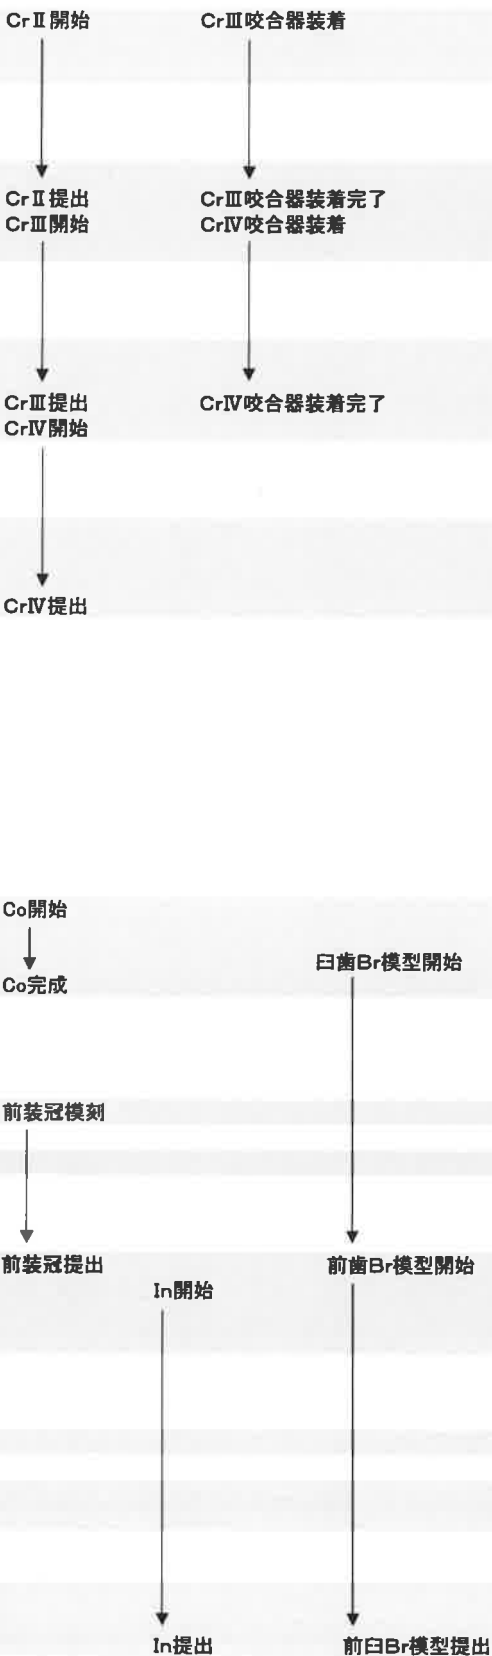 CrⅡ開始
CrⅢ咬合器装着
CrⅡ提出
CrⅢ咬合器装着完了
CrⅢ開始
CrⅣ咬合器装着
CrⅢ提出
CrⅣ咬合器装着完了
CrⅣ開始
CrⅣ提出
Co開始
臼歯Br模型開始
Co完成
前装冠模刻
前装冠提出
前歯Br模型開始
In開始
In提出
前臼Br模型提出